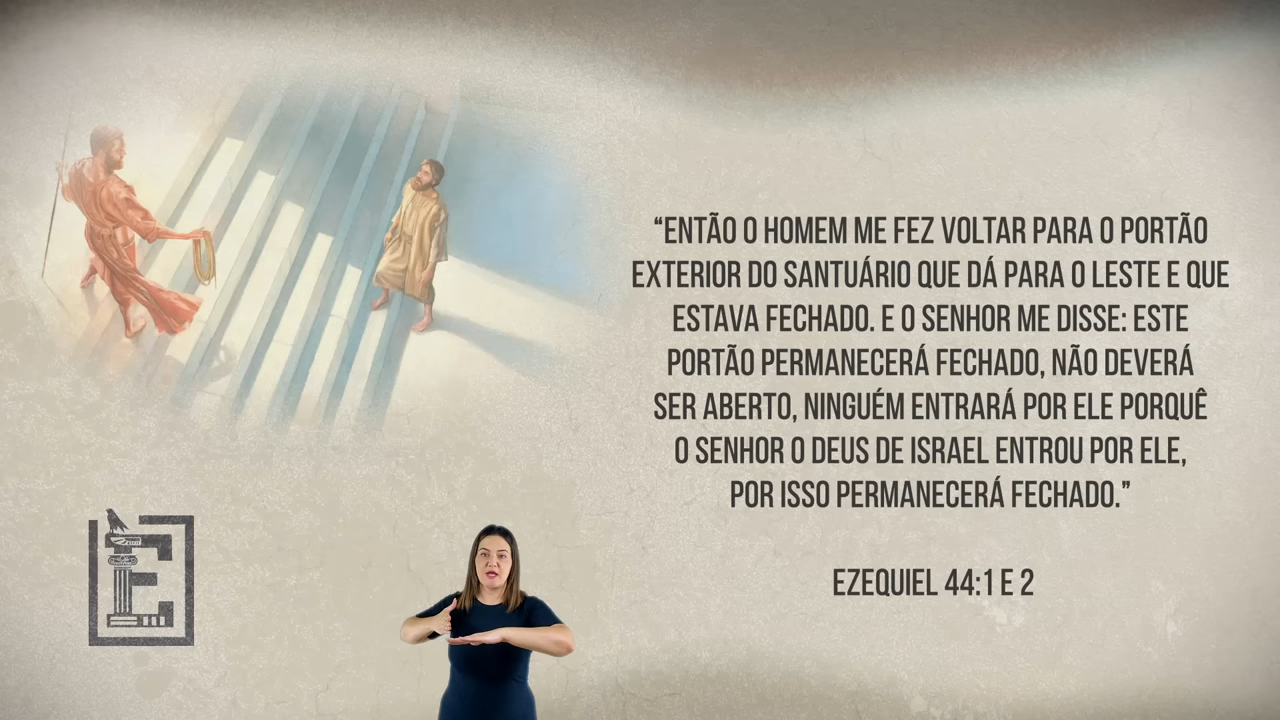 “ENTÃO O HOMEM ME FEZ VOLTAR PARA O PORTÃO
EXTERIOR DO SANTUÁRIO QUE DÁ PARA O LESTE E QUE
ESTAVA FECHADO. E O SENHOR ME DISSE: ESTE
PORTÃO PERMANECERÁ FECHADO, NÃO DEVERÁ
SER ABERTO, NINGUÉM ENTRARÁ POR ELE PORQUÊ
O SENHOR O DEUS DE ISRAEL ENTROU POR ELE,
POR ISSO PERMANECERÁ FECHADO.”
EZEQUIEL 44:1 E 2
E